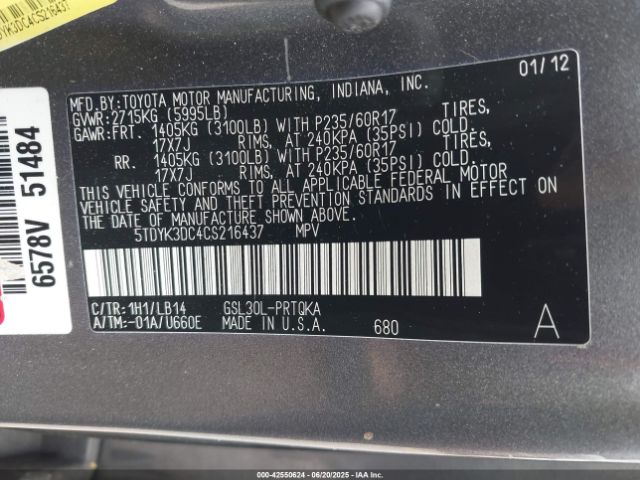 DYK3DC4CS216437
6578V 51484
01/12
MFD.BY:TOYOTA MOTOR MANUFACTURING, INDIANA, INC.
GVWR:2715KG (5995LB)
GAWR:FRT. 1405KG (3100LB) WITH P235/60R17 TIRES,
17X7J RIMS, AT 240KPA (35PSI) COLD.
RR. 1405KG (3100LB) WITH P235/60R17 TIRES,
17X7J RIMS, AT 240KPA (35PSI) COLD.
THIS VEHICLE CONFORMS TO ALL APPLICABLE FEDERAL MOTOR
VEHICLE SAFETY AND THEFT PREVENTION STANDARDS IN EFFECT ON
THE DATE OF MANUFACTURE SHOWN ABOVE.
5TDYK3DC4CS216437 MPV
C/TR:1H1/LB14 GSL30L-PRTQKA
A/TM:-01A/U660E MADE IN U.S.A. 680 A
000-42550624 | 06/20/2025 | IAAI.COM